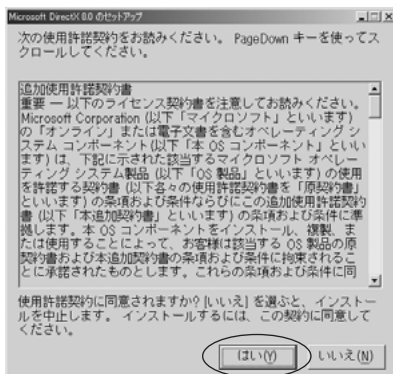 Microsoft DirectX 8.0 のセットアップ
次の使用許諾契約をお読みください。 PageDown キーを使ってス
クロールしてください。
追加使用許諾契約書
重要 — 以下のライセンス契約書を注意してお読みください。
Microsoft Corporation (以下「マイクロソフト」といいます)
の「オンライン」または電子文書を含むオペレーティング シ
ステム コンポーネント(以下「本 OS コンポーネント」といい
ます) は、下記に示された該当するマイクロソフト オペレー
ティング システム製品 (以下「OS 製品」といいます) の使用
を許諾する契約書 (以下各々の使用許諾契約書を「原契約書」
といいます) の条項および条件ならびにこの追加使用許諾契約
書 (以下「本追加契約書」といいます) の条項および条件に準
拠します。本 OS コンポーネントをインストール、複製、ま
たは使用することによって、お客様は該当する OS 製品の原
契約書および本追加契約書の条項および条件に拘束されるこ
とに承諾されたものとします。これらの条項および条件に同
使用許諾契約に同意されますか? [いいえ] を選ぶと、インストー
ルを中止します。 インストールするには、この契約に同意して
ください。
はい(Y) いいえ(N)